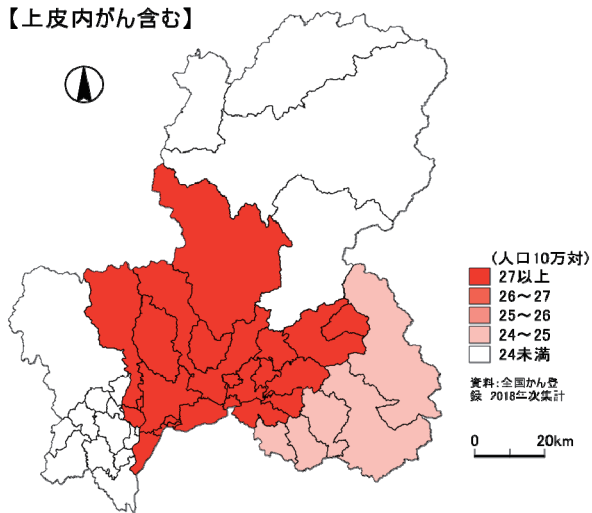 【上皮内がん含む】
(人口10万対)
27以上
26〜27
25〜26
24〜25
24未満
資料:全国がん登
録 2018年次集計
0 20km